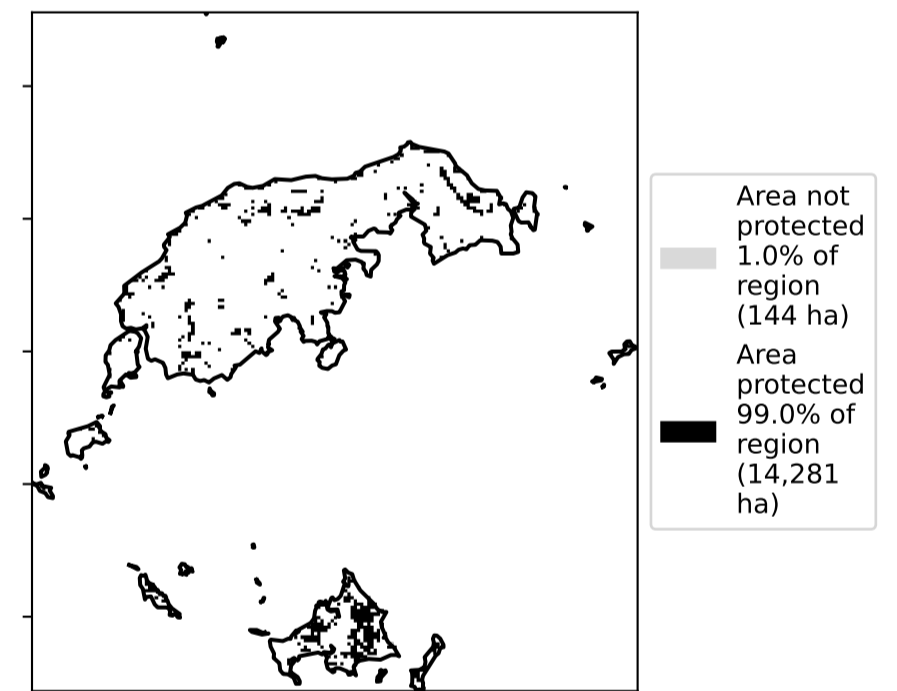 Area not
protected
1.0% of
region
(144 ha)
Area
protected
99.0% of
region
(14,281
ha)